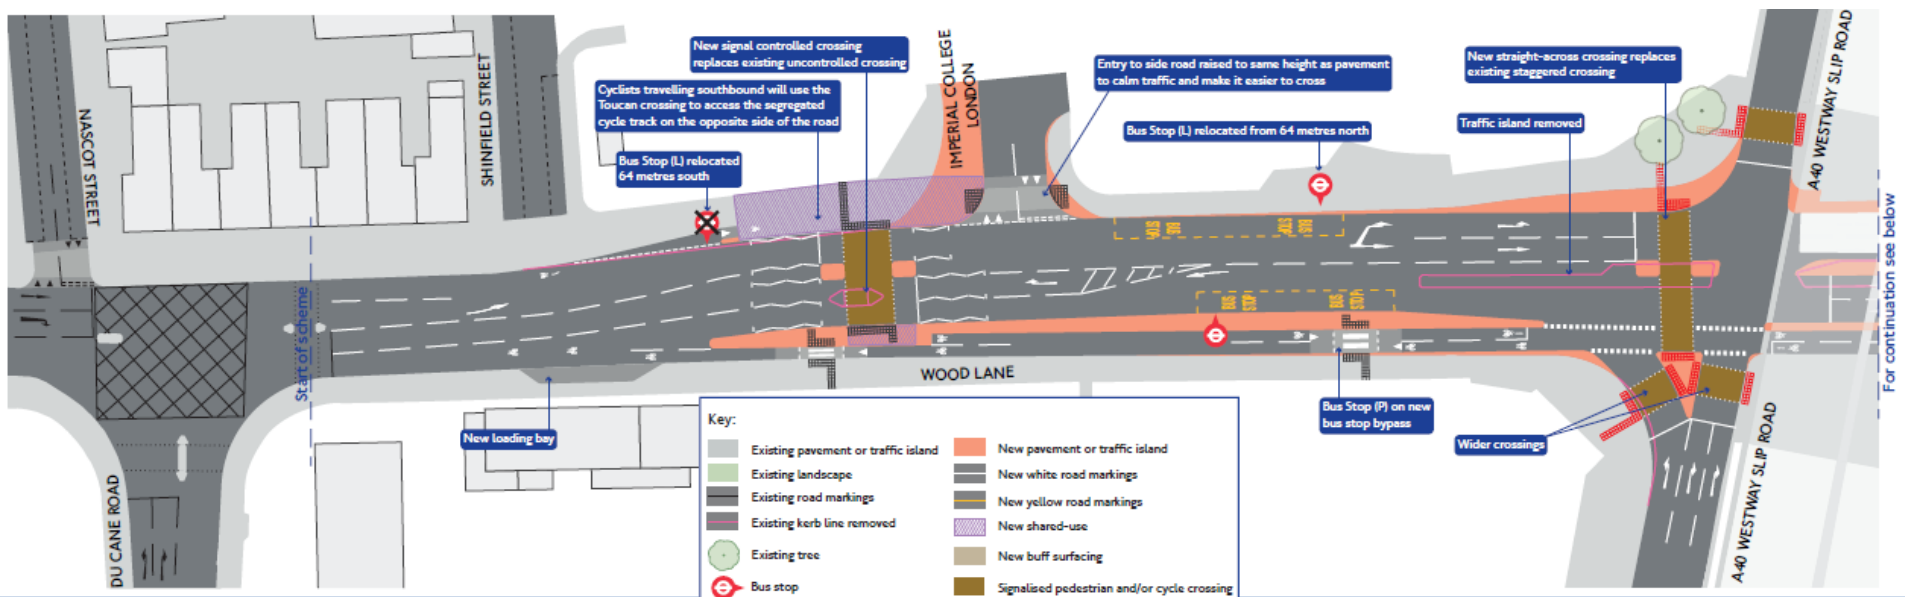 NASCOT STREET
SHINFIELD STREET
New signal controlled crossing
replaces existing uncontrolled crossing
Cyclists travelling southbound will use the
Toucan crossing to access the segregated
cycle track on the opposite side of the road
Bus Stop (L) relocated
64 metres south
IMPERIAL COLLEGE
LONDON
Entry to side road raised to same height as pavement
to calm traffic and make it easier to cross
Bus Stop (L) relocated from 64 metres north
New straight-across crossing replaces
existing staggered crossing
Traffic island removed
A40 WESTWAY SLIP ROAD
For continuation see below
Start of scheme
BUS
STOP
BUS
STOP
BUS
STOP
BUS
STOP
WOOD LANE
New loading bay
DU CANE ROAD
Bus Stop (P) on new
bus stop bypass
Wider crossings
A40 WESTWAY SLIP ROAD
Key:
Existing pavement or traffic island
Existing landscape
Existing road markings
Existing kerb line removed
Existing tree
Bus stop
New pavement or traffic island
New white road markings
New yellow road markings
New shared-use
New buff surfacing
Signalised pedestrian and/or cycle crossing